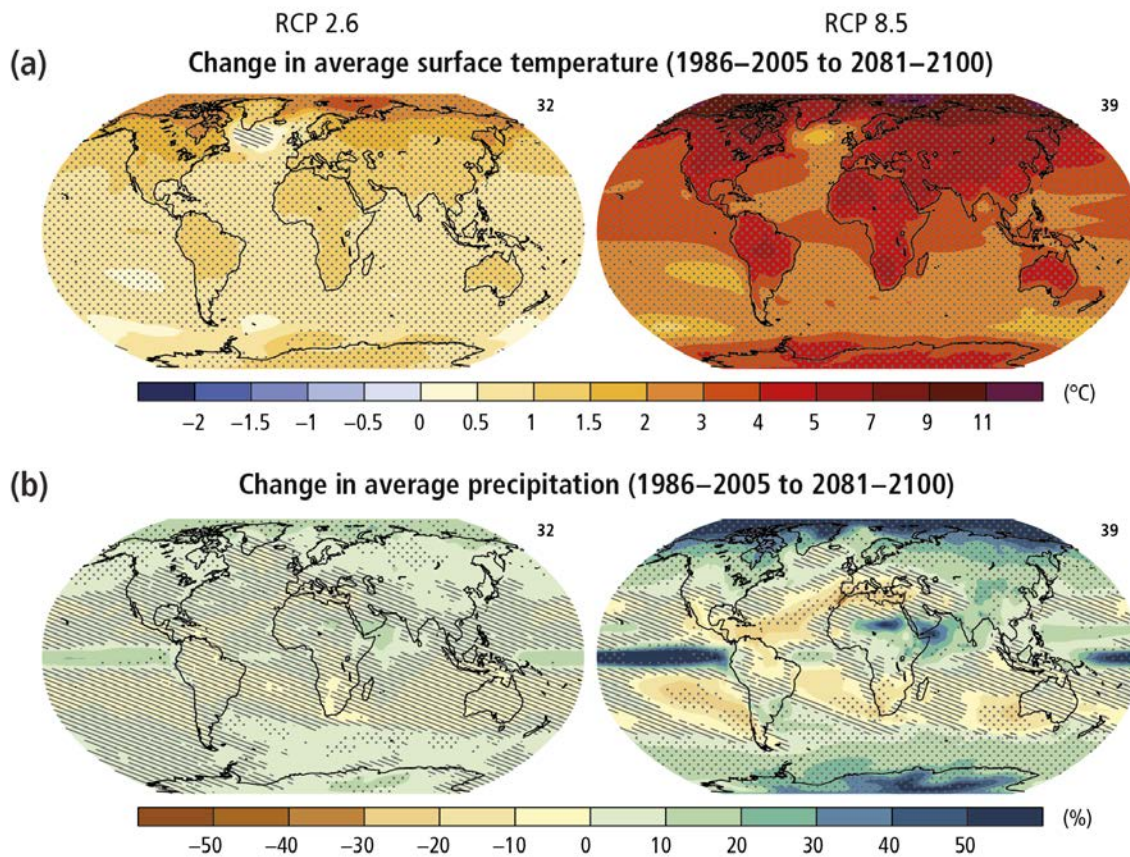 RCP 2.6 RCP 8.5
(a) Change in average surface temperature (1986–2005 to 2081–2100)
32 39
−2 −1.5 −1 −0.5 0 0.5 1 1.5 2 3 4 5 7 9 11 (°C)
(b) Change in average precipitation (1986–2005 to 2081–2100)
32 39
−50 −40 −30 −20 −10 0 10 20 30 40 50 (%)